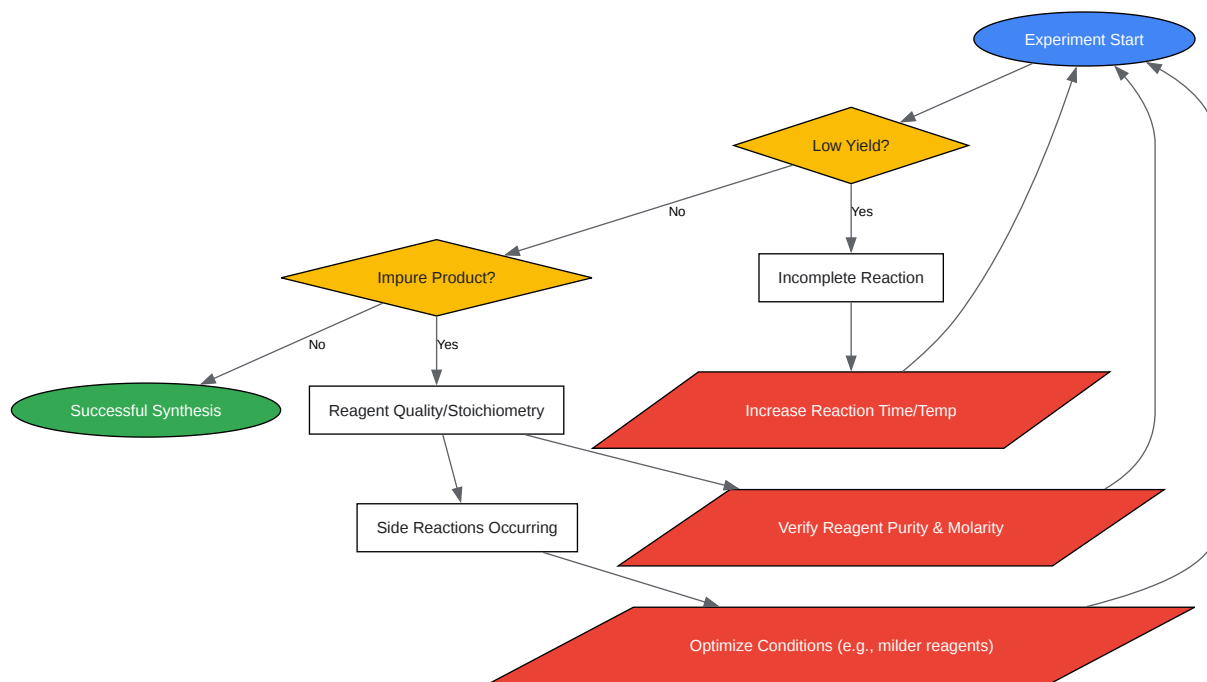 Experiment Start
Low Yield?
No
Yes
Impure Product?
Incomplete Reaction
No
Yes
Successful Synthesis
Reagent Quality/Stoichiometry
Increase Reaction Time/Temp
Side Reactions Occurring
Verify Reagent Purity & Molarity
Optimize Conditions (e.g., milder reagents)